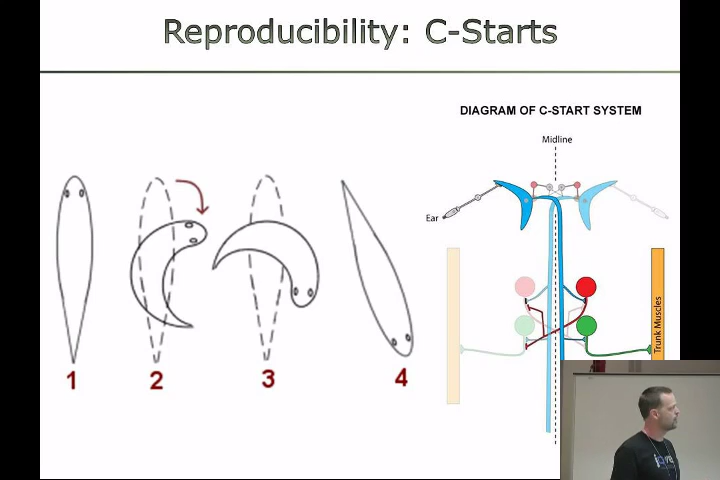 Reproducibility: C-Starts
DIAGRAM OF C-START SYSTEM
Midline
Ear
Trunk Muscles
1 2 3 4